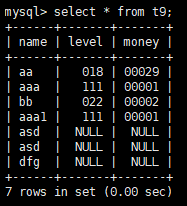 mysql> select * from t9;
+------+-------+-------+
| name | level | money |
+------+-------+-------+
| aa   |   018 | 00029 |
| aaa  |   111 | 00001 |
| bb   |   022 | 00002 |
| aaa1 |   111 | 00001 |
| asd  |  NULL |  NULL |
| asd  |  NULL |  NULL |
| dfg  |  NULL |  NULL |
+------+-------+-------+
7 rows in set (0.00 sec)